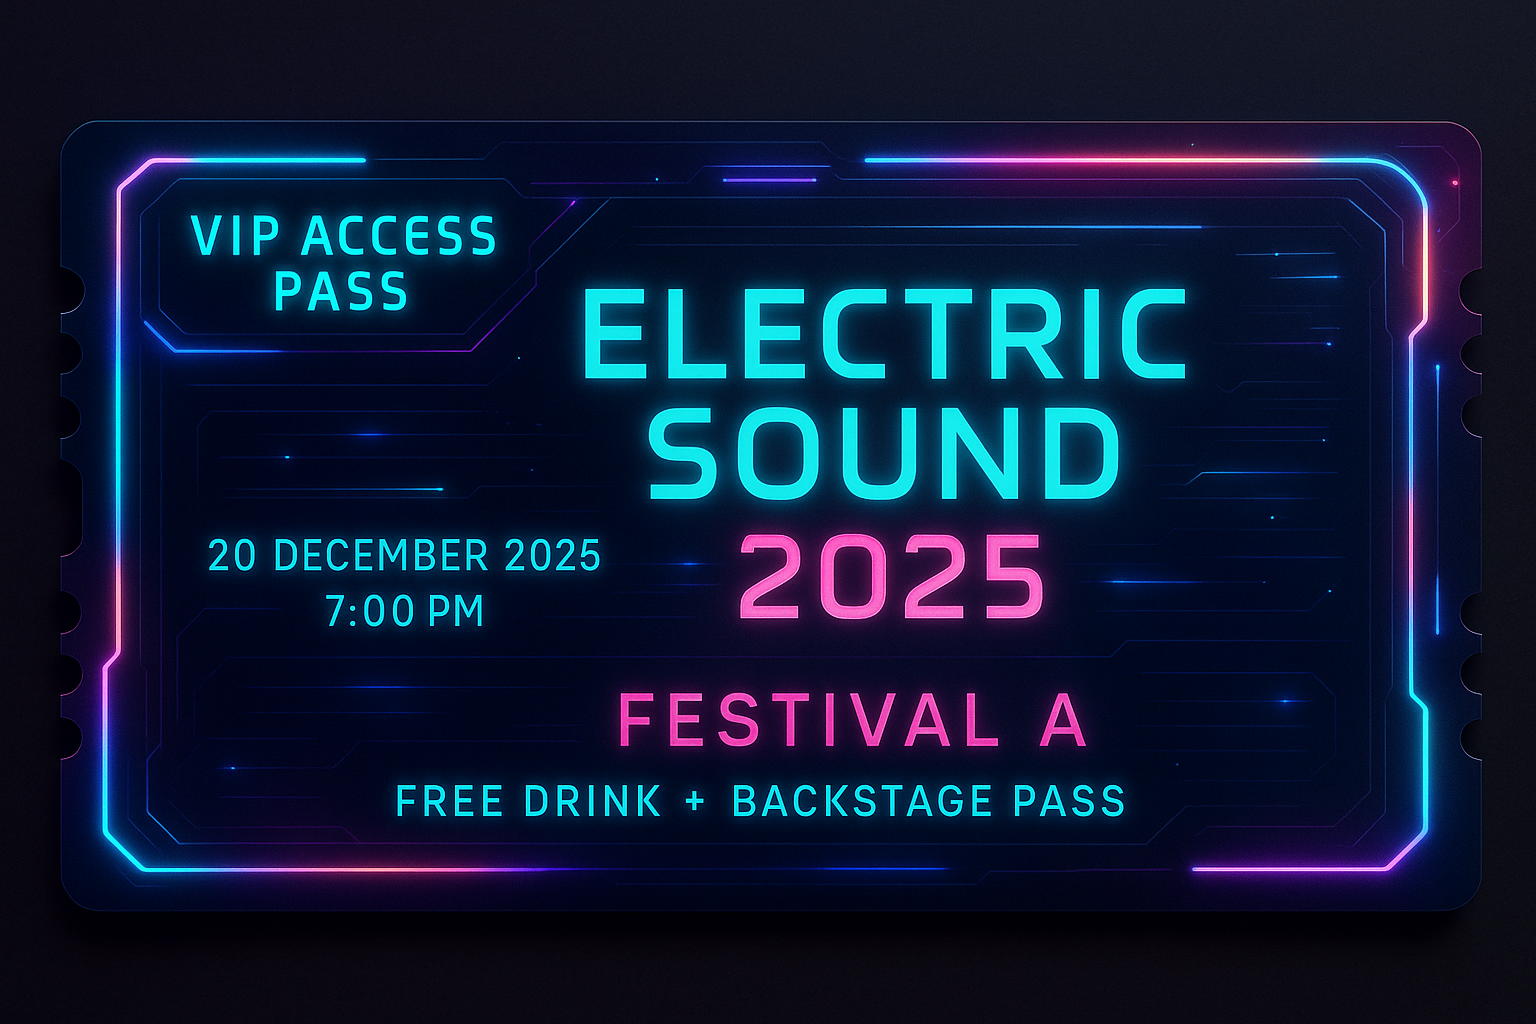 VIP ACCESS
PASS
ELECTRIC
SOUND
2025
20 DECEMBER 2025
7:00 PM
FESTIVAL A
FREE DRINK + BACKSTAGE PASS